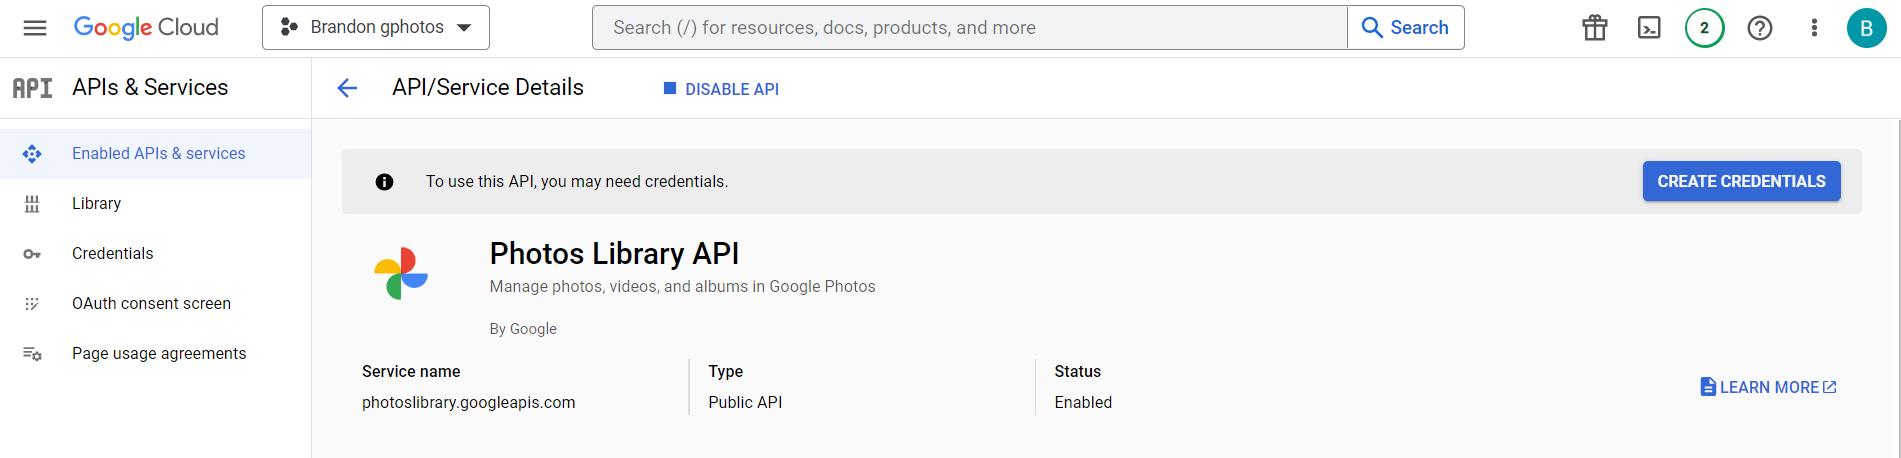 Google Cloud
Brandon gphotos
Search (/) for resources, docs, products, and more
Search
2
B
API
APIs & Services
API/Service Details
DISABLE API
Enabled APIs & services
Library
Credentials
OAuth consent screen
Page usage agreements
To use this API, you may need credentials.
CREATE CREDENTIALS
Photos Library API
Manage photos, videos, and albums in Google Photos
By Google
Service name
photoslibrary.googleapis.com
Type
Public API
Status
Enabled
LEARN MORE